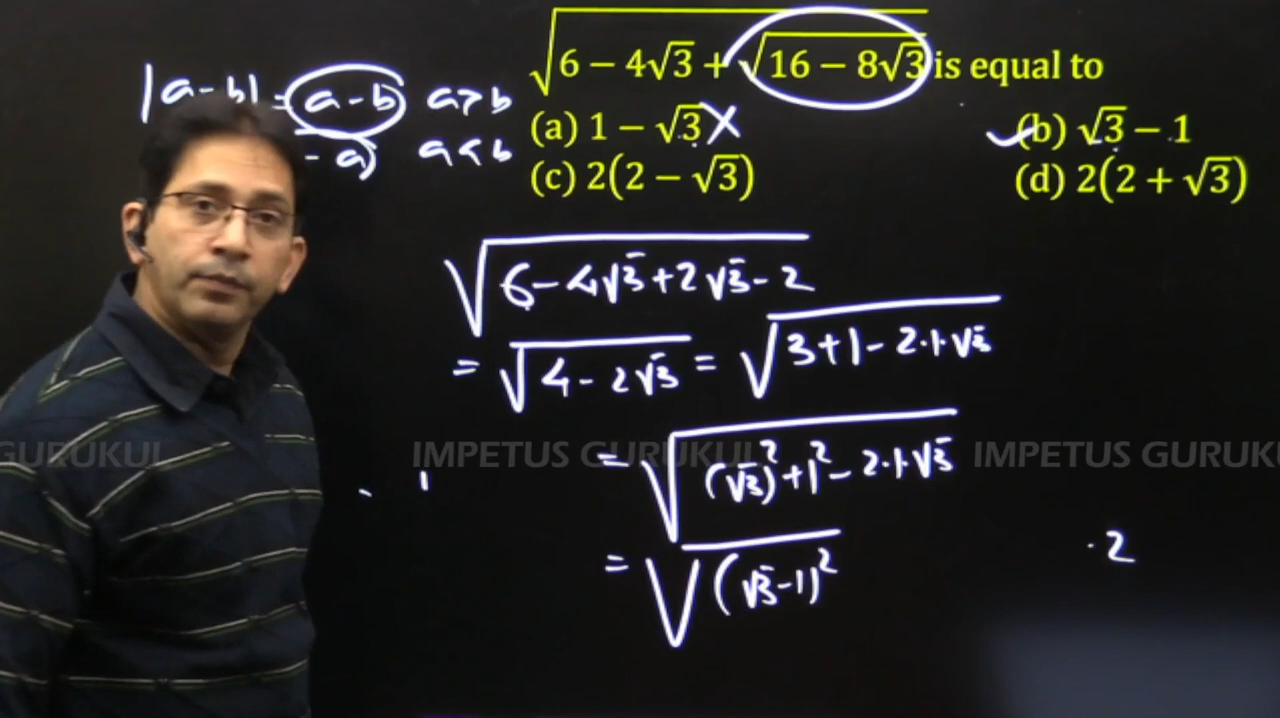 √(6 − 4√3 + √(16 − 8√3)) is equal to
(a) 1 − √3 X
✓(b) √3 − 1
(c) 2(2 − √3)
(d) 2(2 + √3)
|a-b| = a-b a>b
- a) a<b
√(6-4√3+2√3-2)
= √(4-2√3) = √(3+1-2·1·√3)
= √((√3)²+1²-2·1·√3)
= √((√3-1)²)
·2
IMPETUS GURUKUL